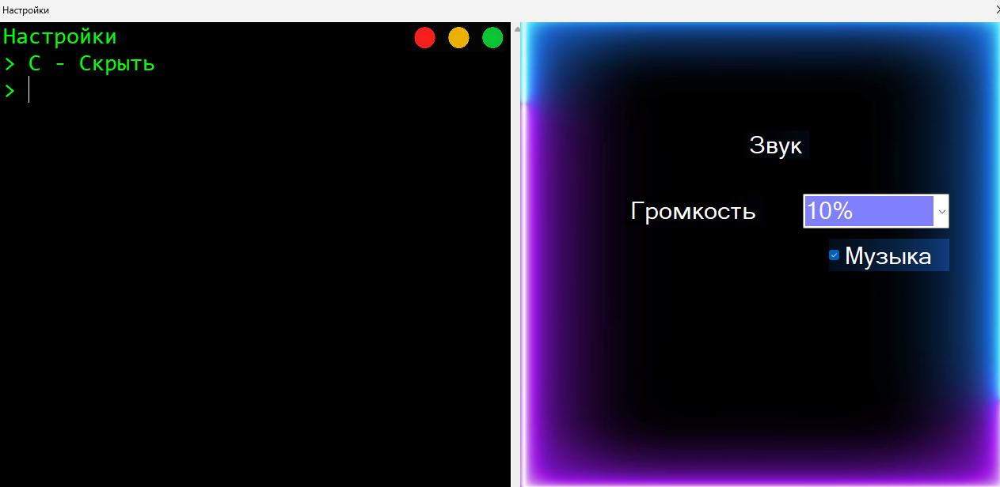 Настройки
Настройки
> С - Скрыть
>
Звук
Громкость
10%
Музыка